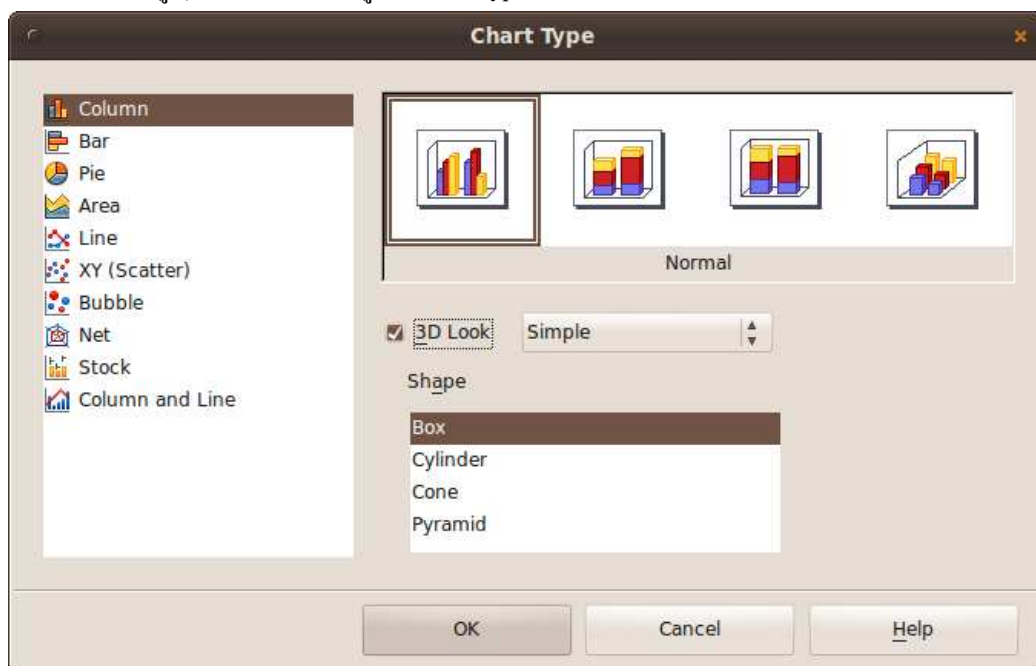 Chart Type
Column
Bar
Pie
Area
Line
XY (Scatter)
Bubble
Net
Stock
Column and Line
Normal
3D Look
Simple
Shape
Box
Cylinder
Cone
Pyramid
OK
Cancel
Help